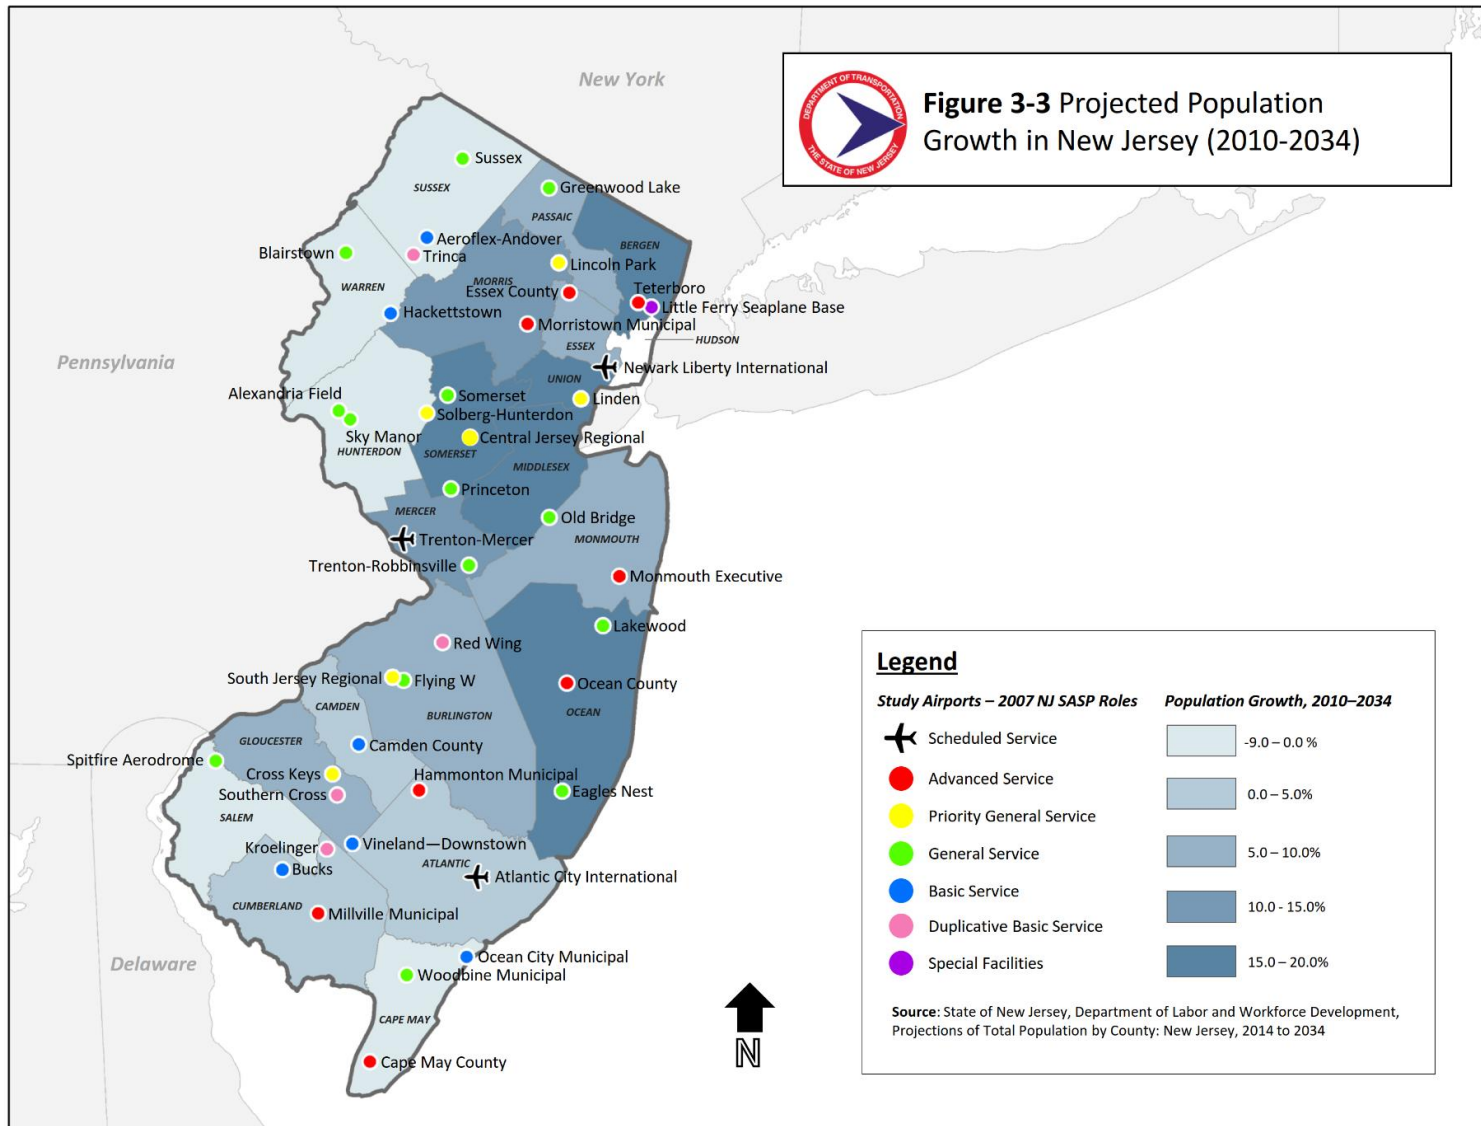 New York
DEPARTMENT OF TRANSPORTATION
THE STATE OF NEW JERSEY
Figure 3-3 Projected Population
Growth in New Jersey (2010-2034)
Sussex
SUSSEX
Greenwood Lake
PASSAIC
Aeroflex-Andover
Trinca
BERGEN
Blairstown
Lincoln Park
MORRIS
WARREN
Essex County
Teterboro
Little Ferry Seaplane Base
Hackettstown
Morristown Municipal
HUDSON
ESSEX
Pennsylvania
Newark Liberty International
UNION
Alexandria Field
Somerset
Linden
Solberg-Hunterdon
Sky Manor
Central Jersey Regional
HUNTERDON
SOMERSET
MIDDLESEX
Princeton
MERCER
Old Bridge
Trenton-Mercer
MONMOUTH
Trenton-Robbinsville
Monmouth Executive
Lakewood
Red Wing
South Jersey Regional
Flying W
Ocean County
CAMDEN
BURLINGTON
OCEAN
GLOUCESTER
Camden County
Spitfire Aerodrome
Cross Keys
Hammonton Municipal
Southern Cross
Eagles Nest
SALEM
Kroelinger
Vineland—Downstown
ATLANTIC
Bucks
Atlantic City International
CUMBERLAND
Millville Municipal
Delaware
Ocean City Municipal
Woodbine Municipal
CAPE MAY
Cape May County
N
Legend
Study Airports – 2007 NJ SASP Roles
Scheduled Service
Advanced Service
Priority General Service
General Service
Basic Service
Duplicative Basic Service
Special Facilities
Population Growth, 2010–2034
-9.0 – 0.0 %
0.0 – 5.0%
5.0 – 10.0%
10.0 - 15.0%
15.0 – 20.0%
Source: State of New Jersey, Department of Labor and Workforce Development,
Projections of Total Population by County: New Jersey, 2014 to 2034